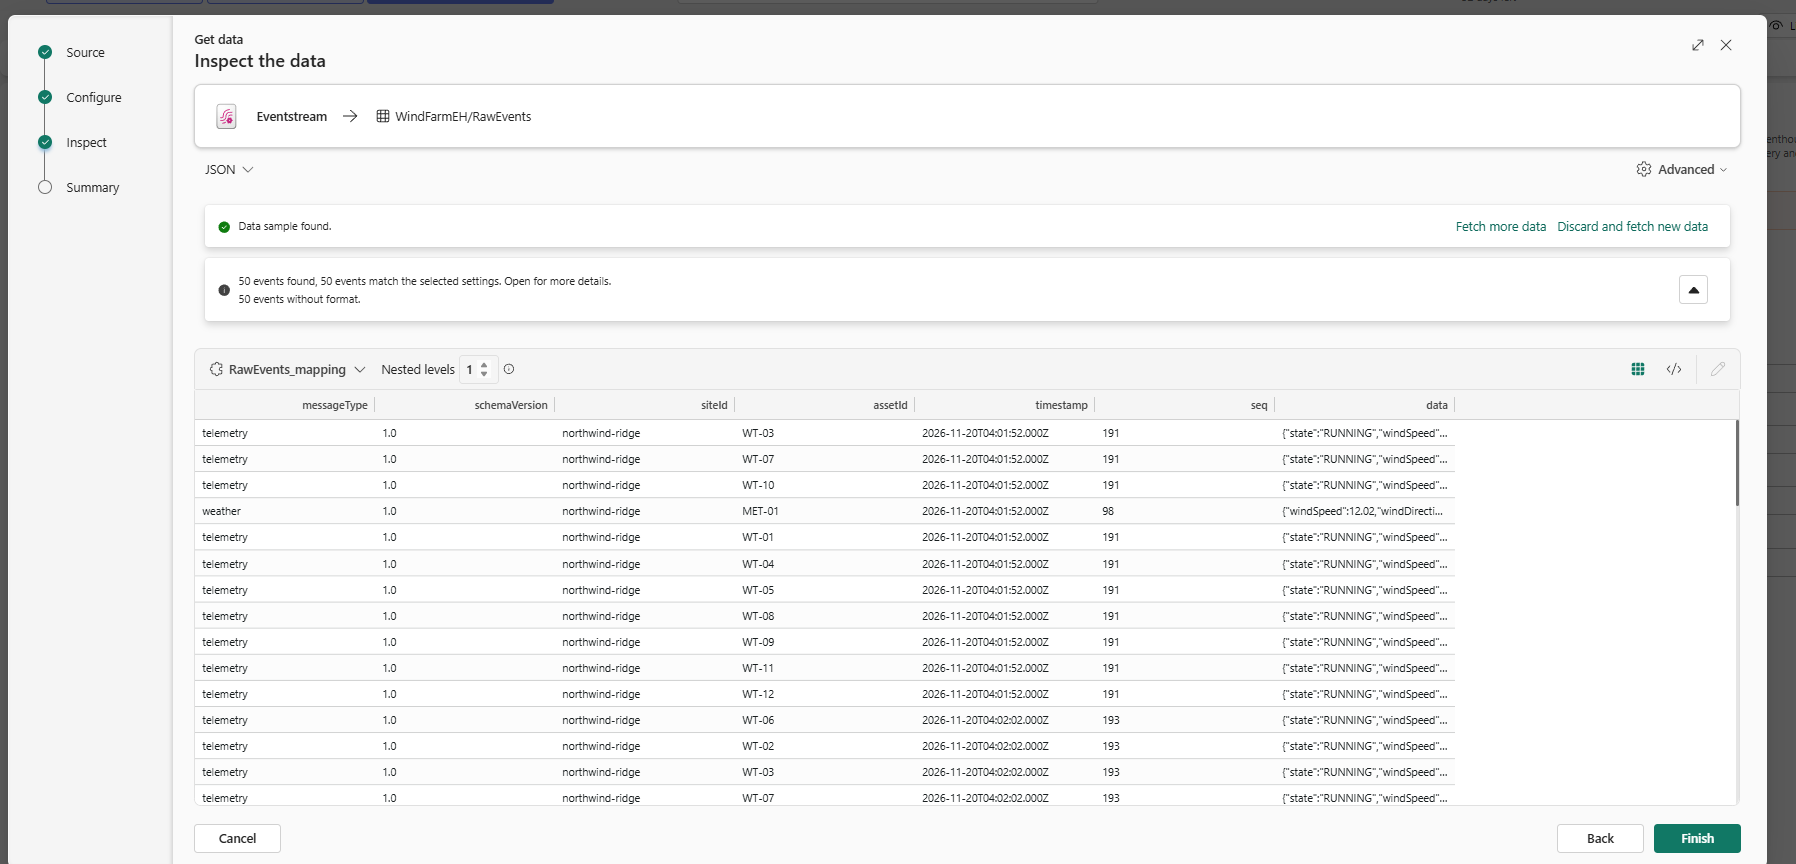 Source
Configure
Inspect
Summary
Get data
Inspect the data
Eventstream → WindFarmEH/RawEvents
JSON
Advanced
Data sample found.
Fetch more data Discard and fetch new data
50 events found, 50 events match the selected settings. Open for more details.
50 events without format.
RawEvents_mapping Nested levels 1
messageType schemaVersion siteId assetId timestamp seq data
telemetry 1.0 northwind-ridge WT-03 2026-11-20T04:01:52.000Z 191 {"state":"RUNNING","windSpeed"...
telemetry 1.0 northwind-ridge WT-07 2026-11-20T04:01:52.000Z 191 {"state":"RUNNING","windSpeed"...
telemetry 1.0 northwind-ridge WT-10 2026-11-20T04:01:52.000Z 191 {"state":"RUNNING","windSpeed"...
weather 1.0 northwind-ridge MET-01 2026-11-20T04:01:52.000Z 98 {"windSpeed":12.02,"windDirecti...
telemetry 1.0 northwind-ridge WT-01 2026-11-20T04:01:52.000Z 191 {"state":"RUNNING","windSpeed"...
telemetry 1.0 northwind-ridge WT-04 2026-11-20T04:01:52.000Z 191 {"state":"RUNNING","windSpeed"...
telemetry 1.0 northwind-ridge WT-05 2026-11-20T04:01:52.000Z 191 {"state":"RUNNING","windSpeed"...
telemetry 1.0 northwind-ridge WT-08 2026-11-20T04:01:52.000Z 191 {"state":"RUNNING","windSpeed"...
telemetry 1.0 northwind-ridge WT-09 2026-11-20T04:01:52.000Z 191 {"state":"RUNNING","windSpeed"...
telemetry 1.0 northwind-ridge WT-11 2026-11-20T04:01:52.000Z 191 {"state":"RUNNING","windSpeed"...
telemetry 1.0 northwind-ridge WT-12 2026-11-20T04:01:52.000Z 191 {"state":"RUNNING","windSpeed"...
telemetry 1.0 northwind-ridge WT-06 2026-11-20T04:02:02.000Z 193 {"state":"RUNNING","windSpeed"...
telemetry 1.0 northwind-ridge WT-02 2026-11-20T04:02:02.000Z 193 {"state":"RUNNING","windSpeed"...
telemetry 1.0 northwind-ridge WT-03 2026-11-20T04:02:02.000Z 193 {"state":"RUNNING","windSpeed"...
telemetry 1.0 northwind-ridge WT-07 2026-11-20T04:02:02.000Z 193 {"state":"RUNNING","windSpeed"...
Cancel
Back
Finish